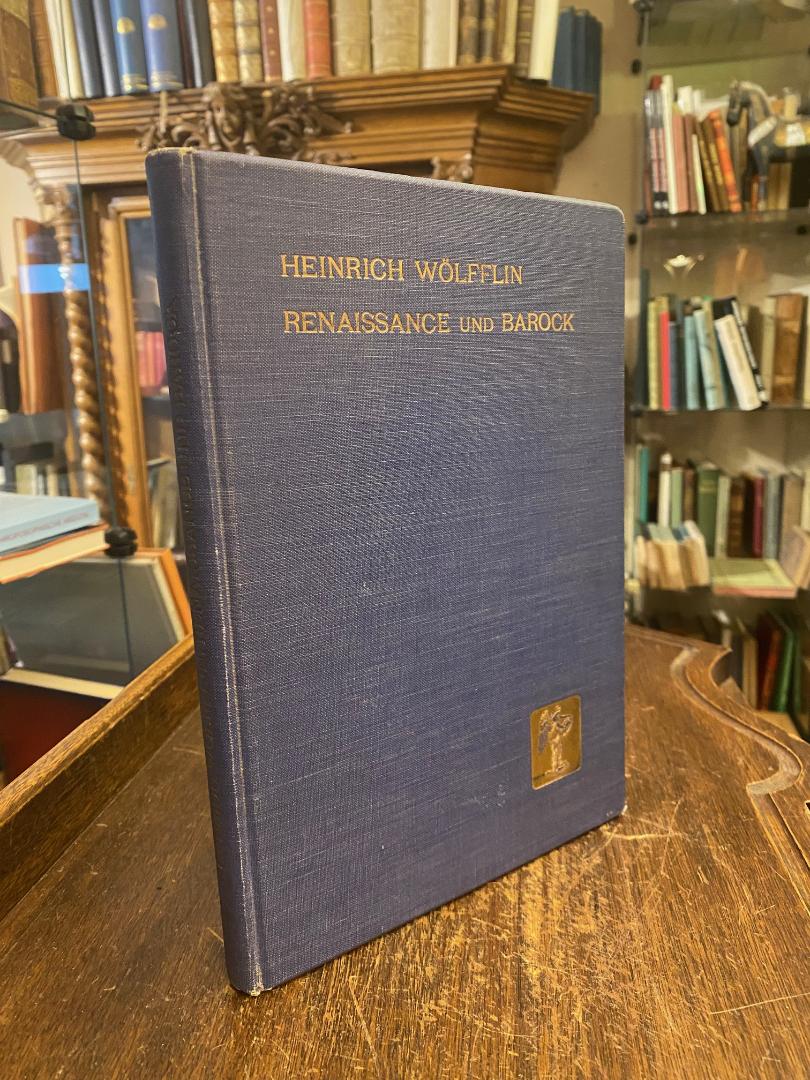 HEINRICH WÖLFFLIN
RENAISSANCE UND BAROCK